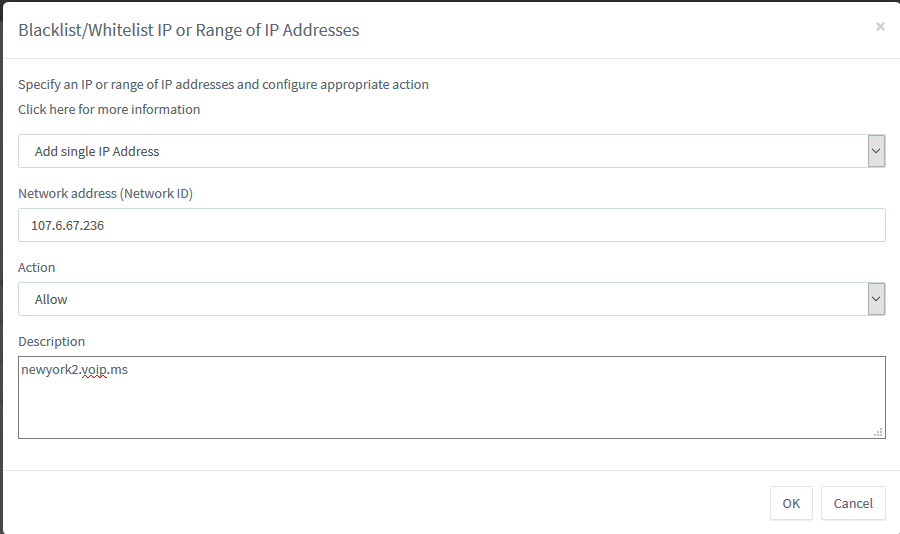 Blacklist/Whitelist IP or Range of IP Addresses
×
Specify an IP or range of IP addresses and configure appropriate action
Click here for more information
Add single IP Address
Network address (Network ID)
107.6.67.236
Action
Allow
Description
newyork2.voip.ms
OK Cancel